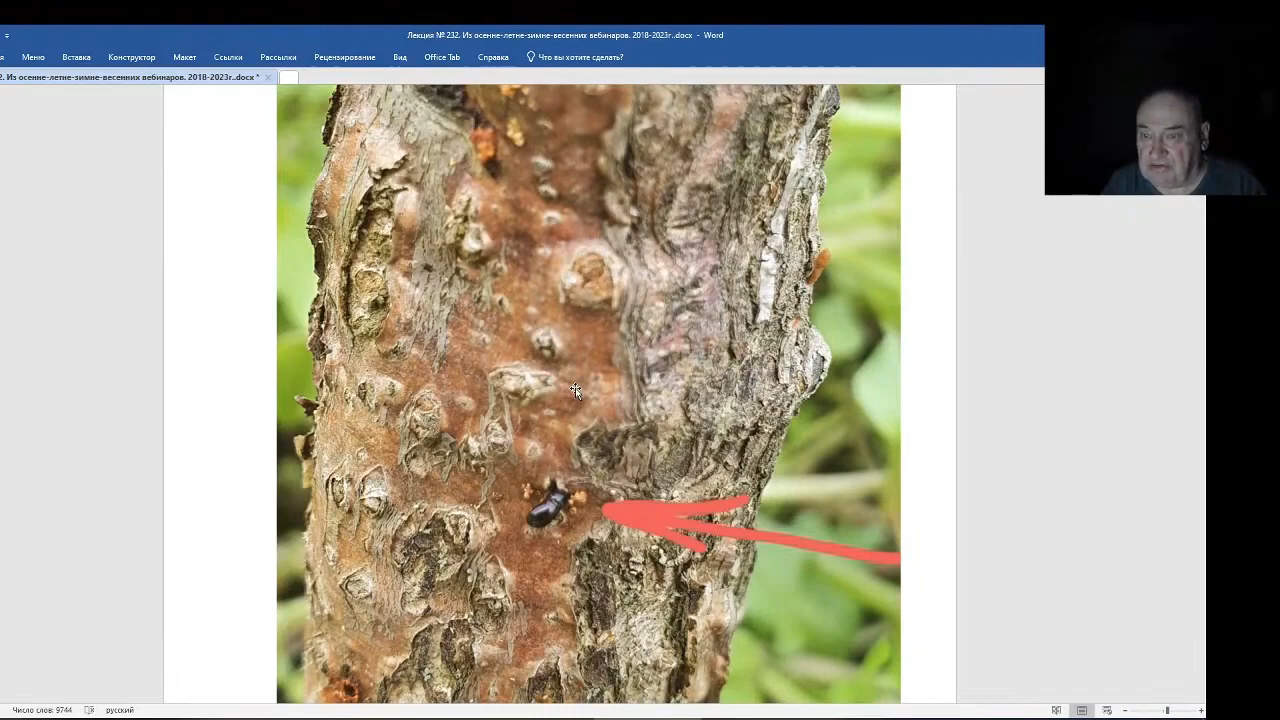 Лекция № 232. Из осенне-летне-зимне-весенних вебинаров. 2018-2023г..docx - Word
Меню Вставка Конструктор Макет Ссылки Рассылки Рецензирование Вид Office Tab Справка Что вы хотите сделать?
2. Из осенне-летне-зимне-весенних вебинаров. 2018-2023г..docx *
Число слов: 9744 русский